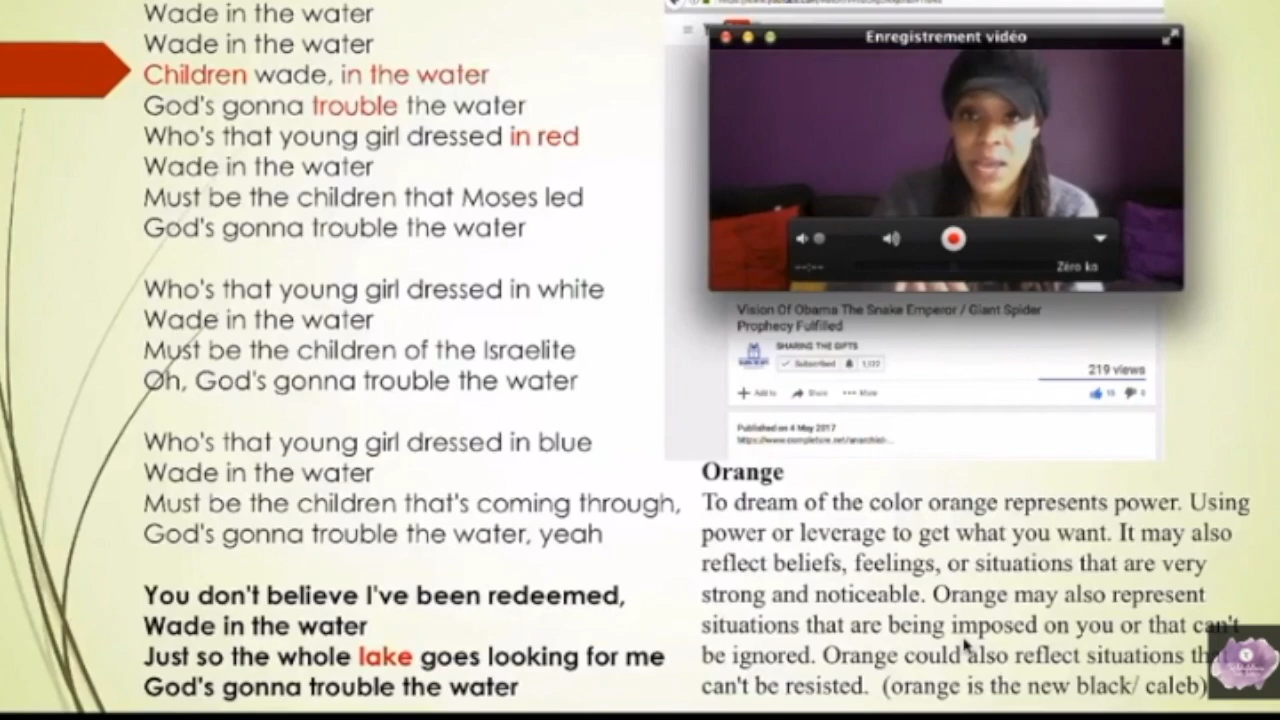 Wade in the water
Wade in the water
Children wade, in the water
God's gonna trouble the water
Who's that young girl dressed in red
Wade in the water
Must be the children that Moses led
God's gonna trouble the water
Who's that young girl dressed in white
Wade in the water
Must be the children of the Israelite
Oh, God's gonna trouble the water
Who's that young girl dressed in blue
Wade in the water
Must be the children that's coming through,
God's gonna trouble the water, yeah
You don't believe I've been redeemed,
Wade in the water
Just so the whole lake goes looking for me
God's gonna trouble the water
Enregistrement vidéo
--:--
Zéro ko
Vision Of Obama The Snake Emperor / Giant Spider
Prophecy Fulfilled
SHARING THE GIFTS
Subscribed
219 views
Add to
Share
More
Published on 4 May 2017
Orange
To dream of the color orange represents power. Using
power or leverage to get what you want. It may also
reflect beliefs, feelings, or situations that are very
strong and noticeable. Orange may also represent
situations that are being imposed on you or that can't
be ignored. Orange could also reflect situations
can't be resisted. (orange is the new black/ caleb)